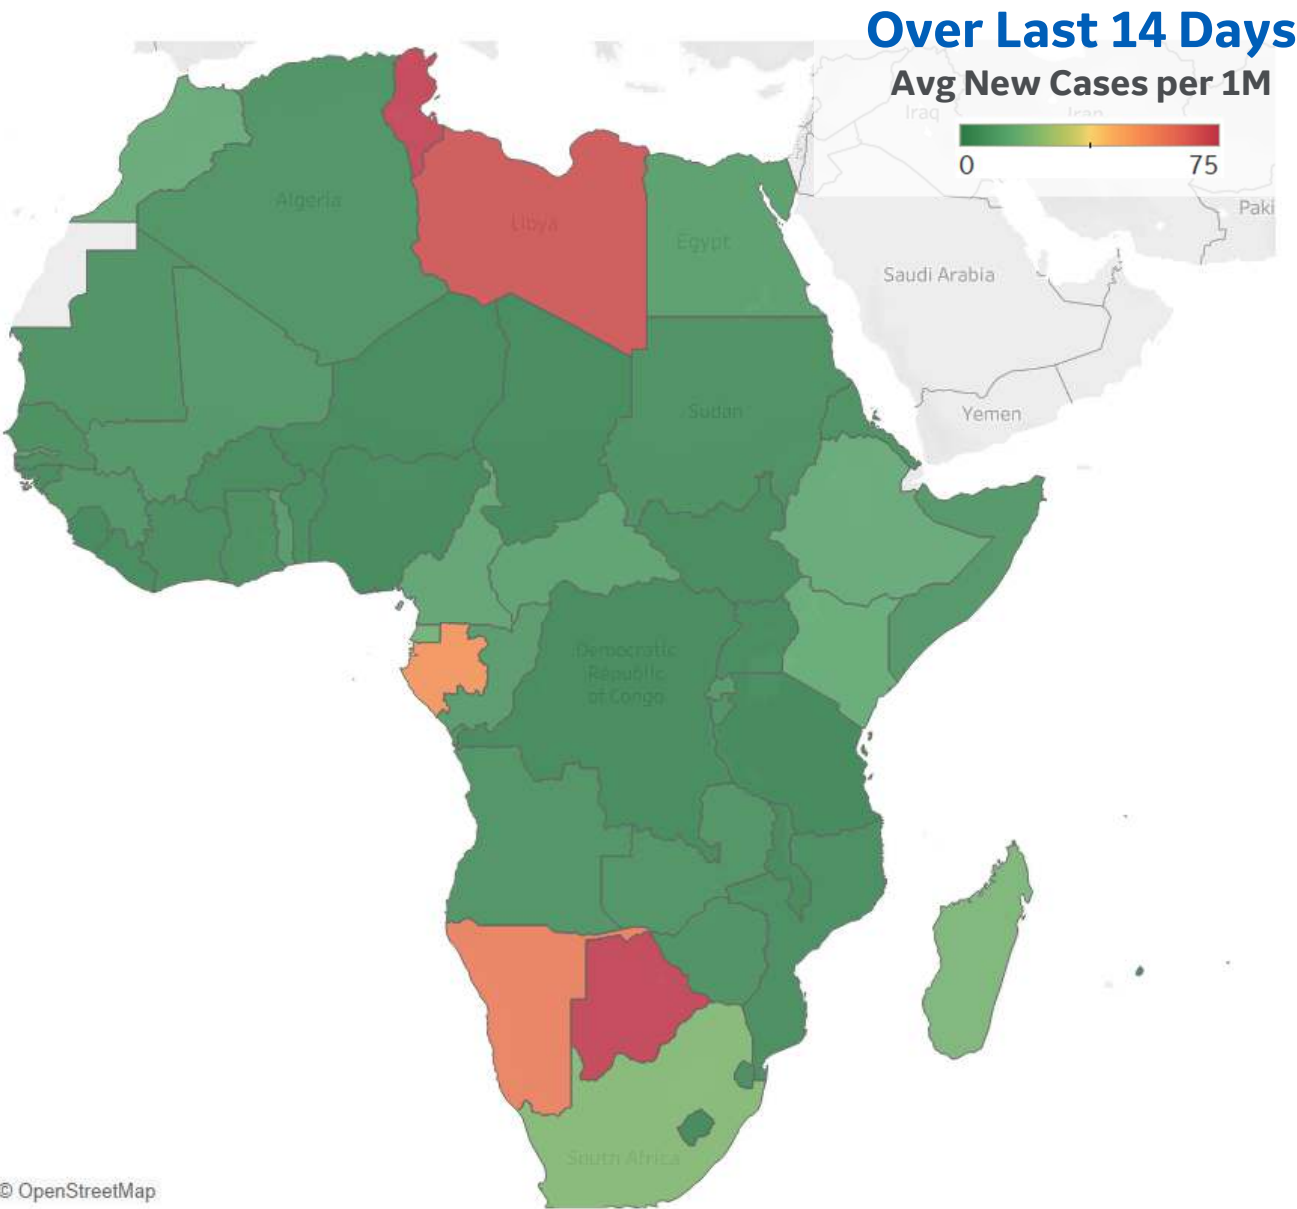 Over Last 14 Days
Avg New Cases per 1M
Iraq
Iran
0
75
Algeria
Libya
Egypt
Saudi Arabia
Paki
Sudan
Yemen
Democratic
Republic
of Congo
South Africa
© OpenStreetMap